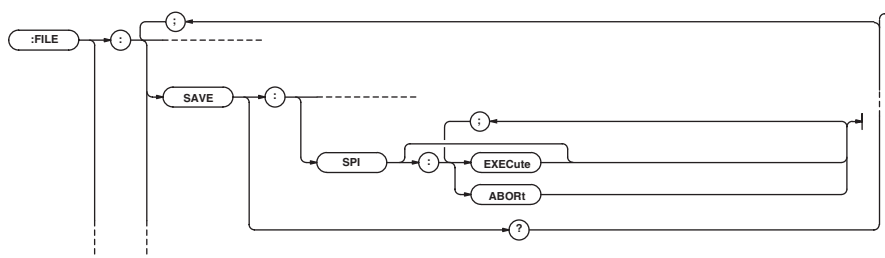 ;
:FILE :
SAVE :
;
SPI : EXECute
ABORt
?